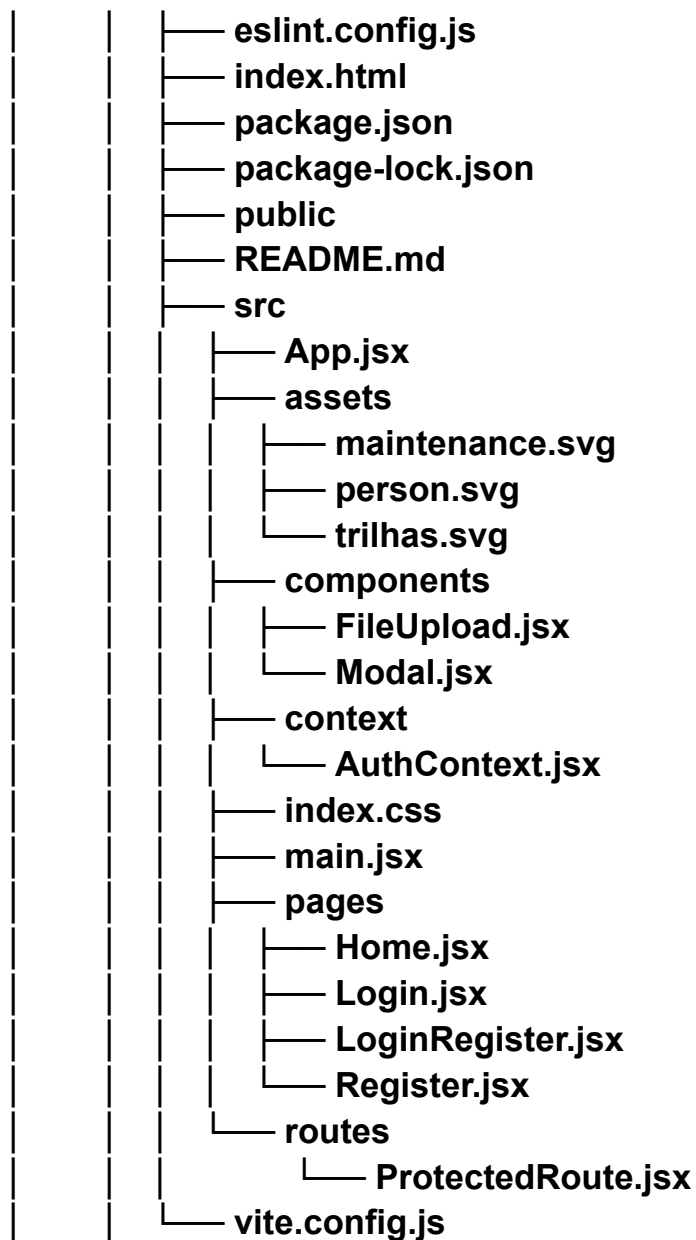 │ │ ├── eslint.config.js
│ │ ├── index.html
│ │ ├── package.json
│ │ ├── package-lock.json
│ │ ├── public
│ │ ├── README.md
│ │ ├── src
│ │ │ ├── App.jsx
│ │ │ ├── assets
│ │ │ │ ├── maintenance.svg
│ │ │ │ ├── person.svg
│ │ │ │ └── trilhas.svg
│ │ │ ├── components
│ │ │ │ ├── FileUpload.jsx
│ │ │ │ └── Modal.jsx
│ │ │ ├── context
│ │ │ │ └── AuthContext.jsx
│ │ │ ├── index.css
│ │ │ ├── main.jsx
│ │ │ ├── pages
│ │ │ │ ├── Home.jsx
│ │ │ │ ├── Login.jsx
│ │ │ │ ├── LoginRegister.jsx
│ │ │ │ └── Register.jsx
│ │ │ └── routes
│ │ │ └── ProtectedRoute.jsx
│ │ └── vite.config.js